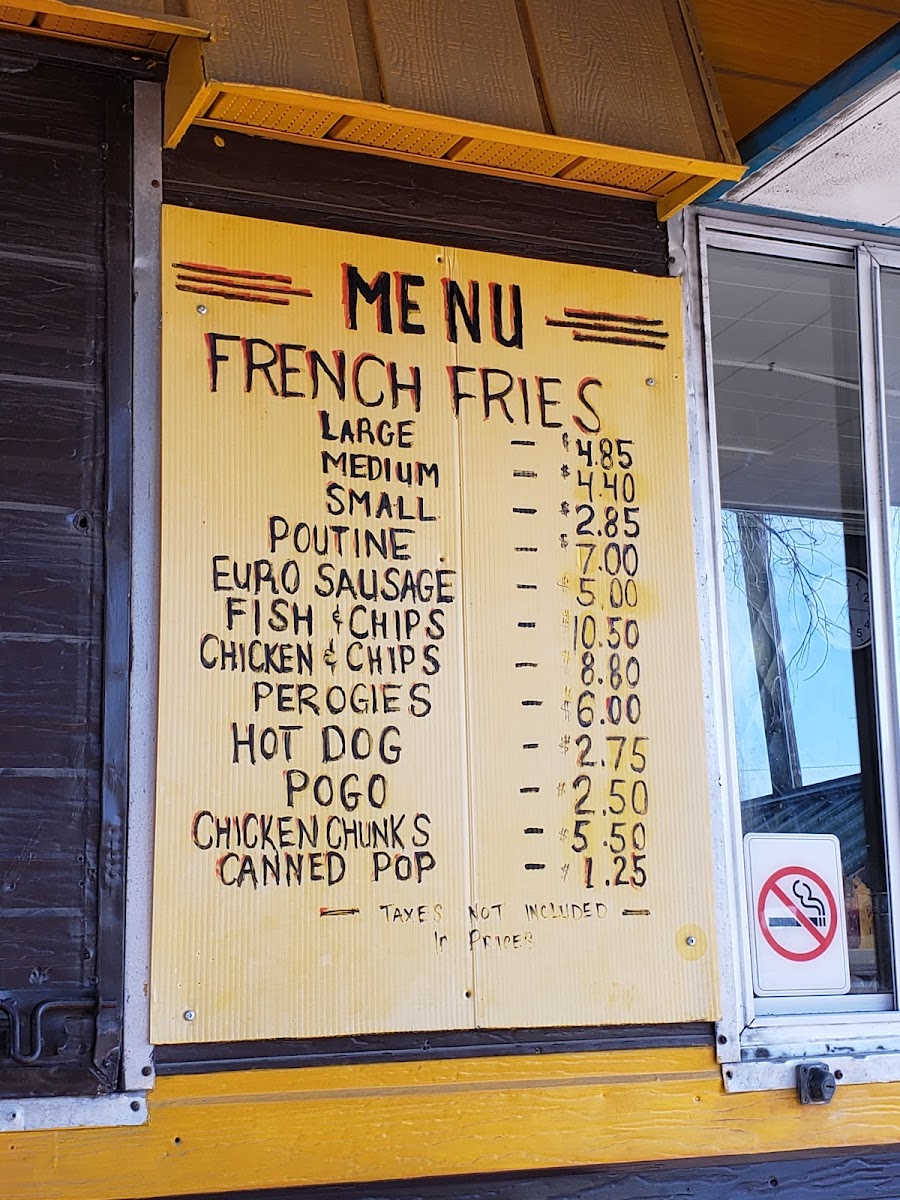 MENU
FRENCH FRIES
LARGE - $4.85
MEDIUM - $4.40
SMALL - $2.85
POUTINE - $7.00
EURO SAUSAGE - $5.00
FISH & CHIPS - $10.50
CHICKEN & CHIPS - $8.80
PEROGIES - $6.00
HOT DOG - $2.75
POGO - $2.50
CHICKEN CHUNKS - $5.50
CANNED POP - $1.25
- TAXES NOT INCLUDED -
In PRICES